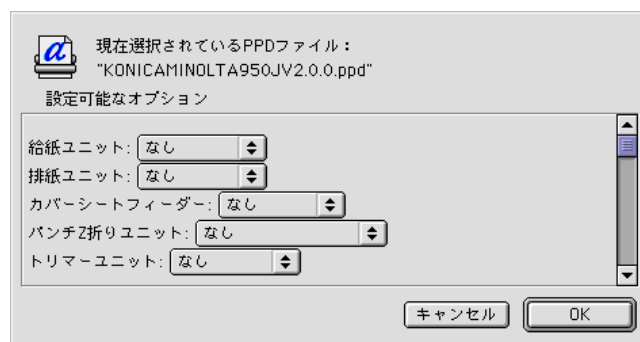 現在選択されているPPDファイル：
"KONICAMINOLTA950JV2.0.0.ppd"
設定可能なオプション
給紙ユニット: なし
排紙ユニット: なし
カバーシートフィーダー: なし
パンチZ折りユニット: なし
トリマーユニット: なし
キャンセル OK